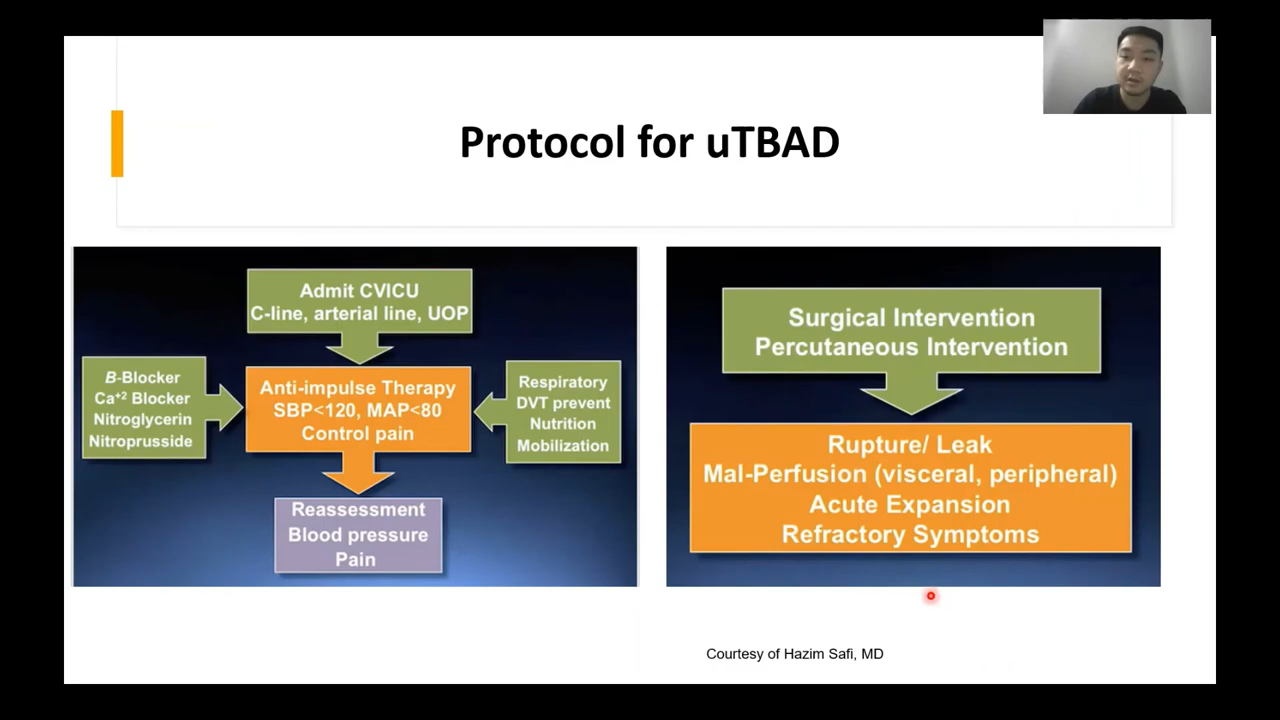 Protocol for uTBAD
Admit CVICU
C-line, arterial line, UOP
B-Blocker
Ca+2 Blocker
Nitroglycerin
Nitroprusside
Anti-impulse Therapy
SBP<120, MAP<80
Control pain
Respiratory
DVT prevent
Nutrition
Mobilization
Reassessment
Blood pressure
Pain
Surgical Intervention
Percutaneous Intervention
Rupture/ Leak
Mal-Perfusion (visceral, peripheral)
Acute Expansion
Refractory Symptoms
Courtesy of Hazim Safi, MD